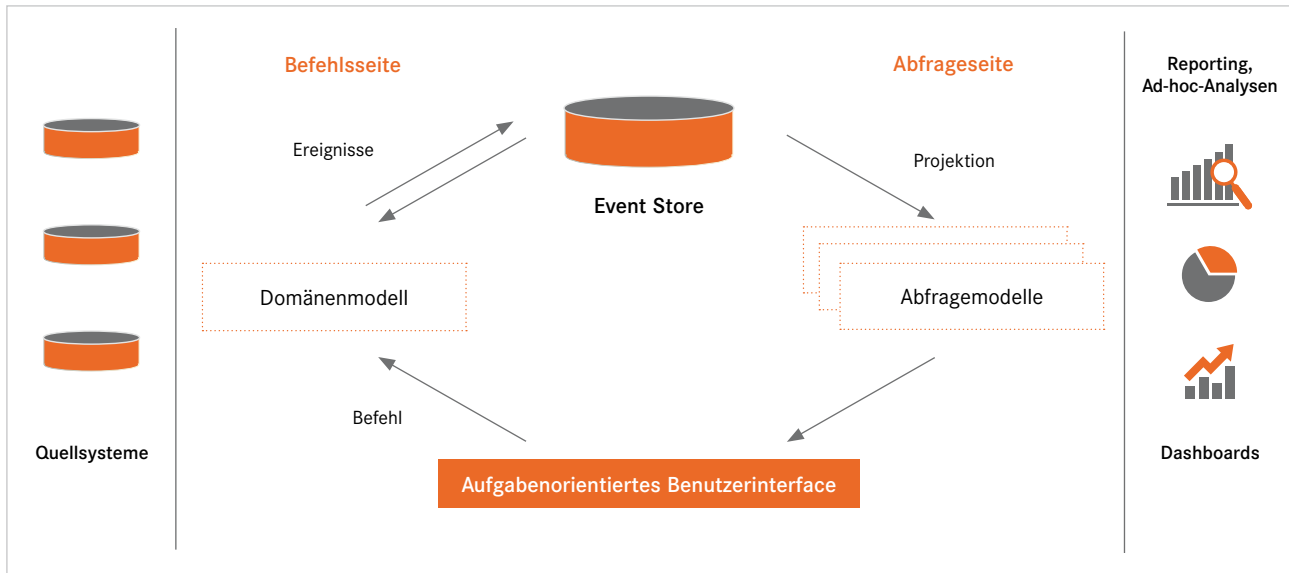 Befehlsseite
Abfrageseite
Reporting,
Ad-hoc-Analysen
Ereignisse
Projektion
Event Store
Domänenmodell
Abfragemodelle
Befehl
Quellsysteme
Dashboards
Aufgabenorientiertes Benutzerinterface